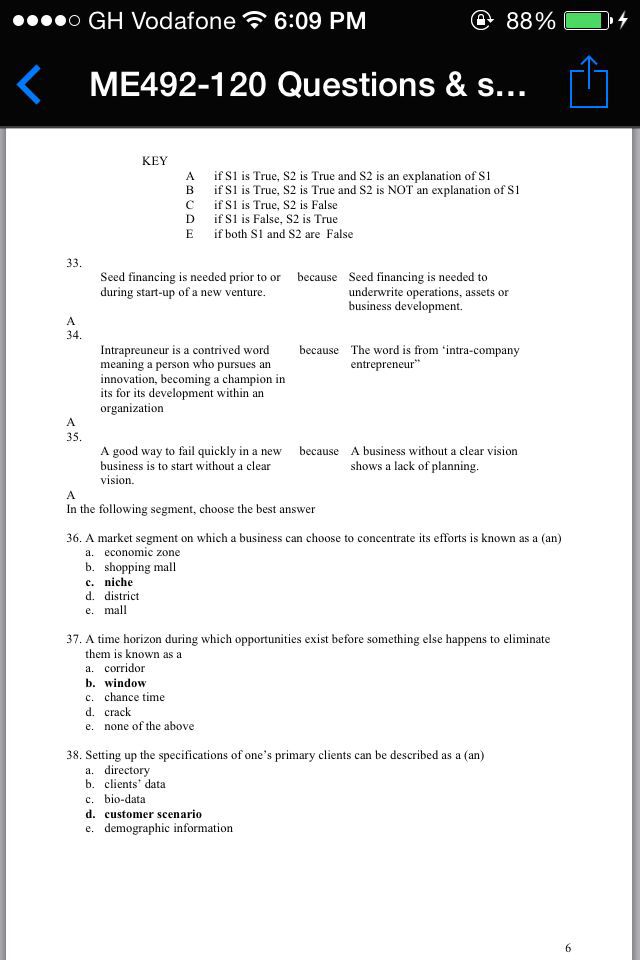 GH Vodafone 6:09 PM 88%
ME492-120 Questions & s...
KEY
A if S1 is True, S2 is True and S2 is an explanation of S1
B if S1 is True, S2 is True and S2 is NOT an explanation of S1
C if S1 is True, S2 is False
D if S1 is False, S2 is True
E if both S1 and S2 are False
33.
Seed financing is needed prior to or because Seed financing is needed to
during start-up of a new venture. underwrite operations, assets or
business development.
A
34.
Intrapreuneur is a contrived word because The word is from ‘intra-company
meaning a person who pursues an entrepreneur”
innovation, becoming a champion in
its for its development within an
organization
A
35.
A good way to fail quickly in a new because A business without a clear vision
business is to start without a clear shows a lack of planning.
vision.
A
In the following segment, choose the best answer
36. A market segment on which a business can choose to concentrate its efforts is known as a (an)
a. economic zone
b. shopping mall
c. niche
d. district
e. mall
37. A time horizon during which opportunities exist before something else happens to eliminate
them is known as a
a. corridor
b. window
c. chance time
d. crack
e. none of the above
38. Setting up the specifications of one’s primary clients can be described as a (an)
a. directory
b. clients’ data
c. bio-data
d. customer scenario
e. demographic information
6